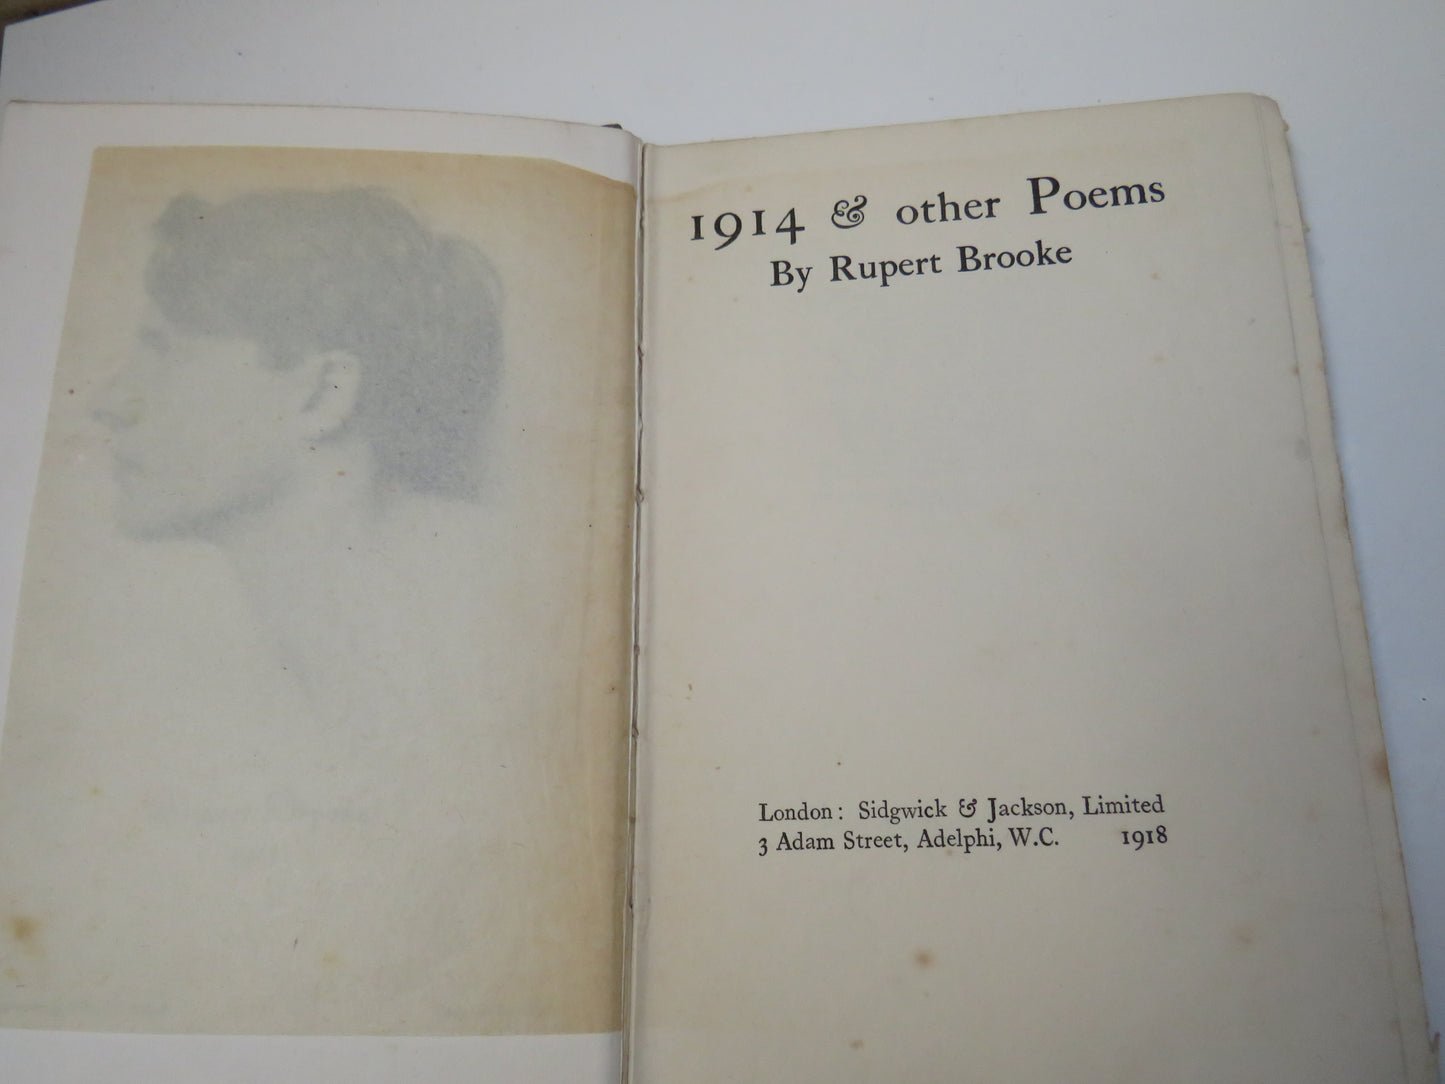 1914 & other Poems
By Rupert Brooke
London: Sidgwick & Jackson, Limited
3 Adam Street, Adelphi, W.C. 1918